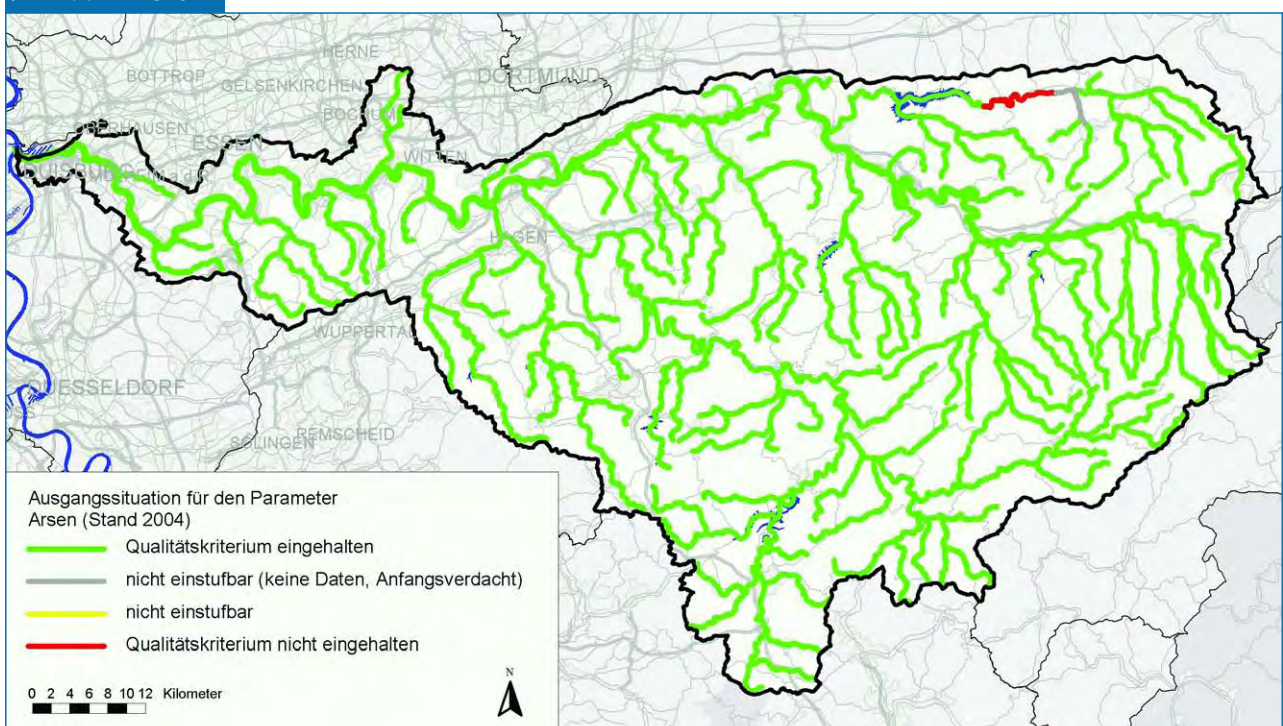 HERNE
BOTTROP
GELSENKIRCHEN
DORTMUND
BOCHUM
OBERHAUSEN
ESSEN
WITTEN
DUISBURG
HAGEN
WUPPERTAL
DUESSELDORF
SOLINGEN
REMSCHEID
Ausgangssituation für den Parameter
Arsen (Stand 2004)
Qualitätskriterium eingehalten
nicht einstufbar (keine Daten, Anfangsverdacht)
nicht einstufbar
Qualitätskriterium nicht eingehalten
0 2 4 6 8 10 12 Kilometer
N